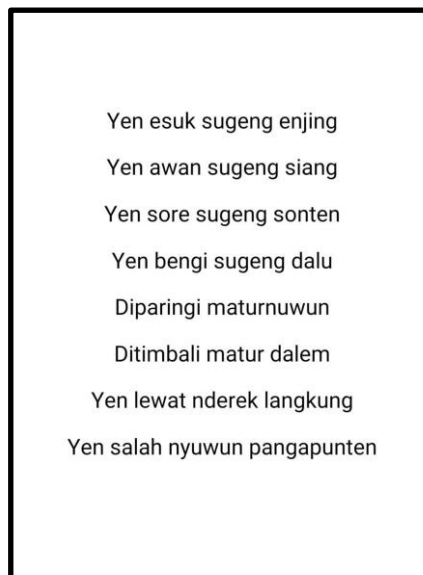 Yen esuk sugeng enjing
Yen awan sugeng siang
Yen sore sugeng sonten
Yen bengi sugeng dalu
Diparingi maturnuwun
Ditimbali matur dalem
Yen lewat nderek langkung
Yen salah nyuwun pangapunten